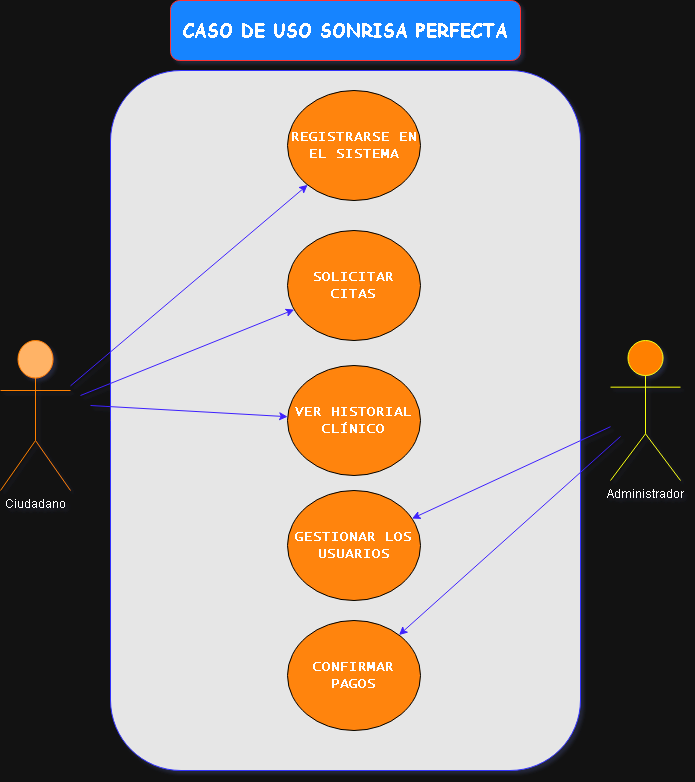 CASO DE USO SONRISA PERFECTA
REGISTRARSE EN
EL SISTEMA
SOLICITAR
CITAS
VER HISTORIAL
CLÍNICO
GESTIONAR LOS
USUARIOS
CONFIRMAR
PAGOS
Ciudadano
Administrador